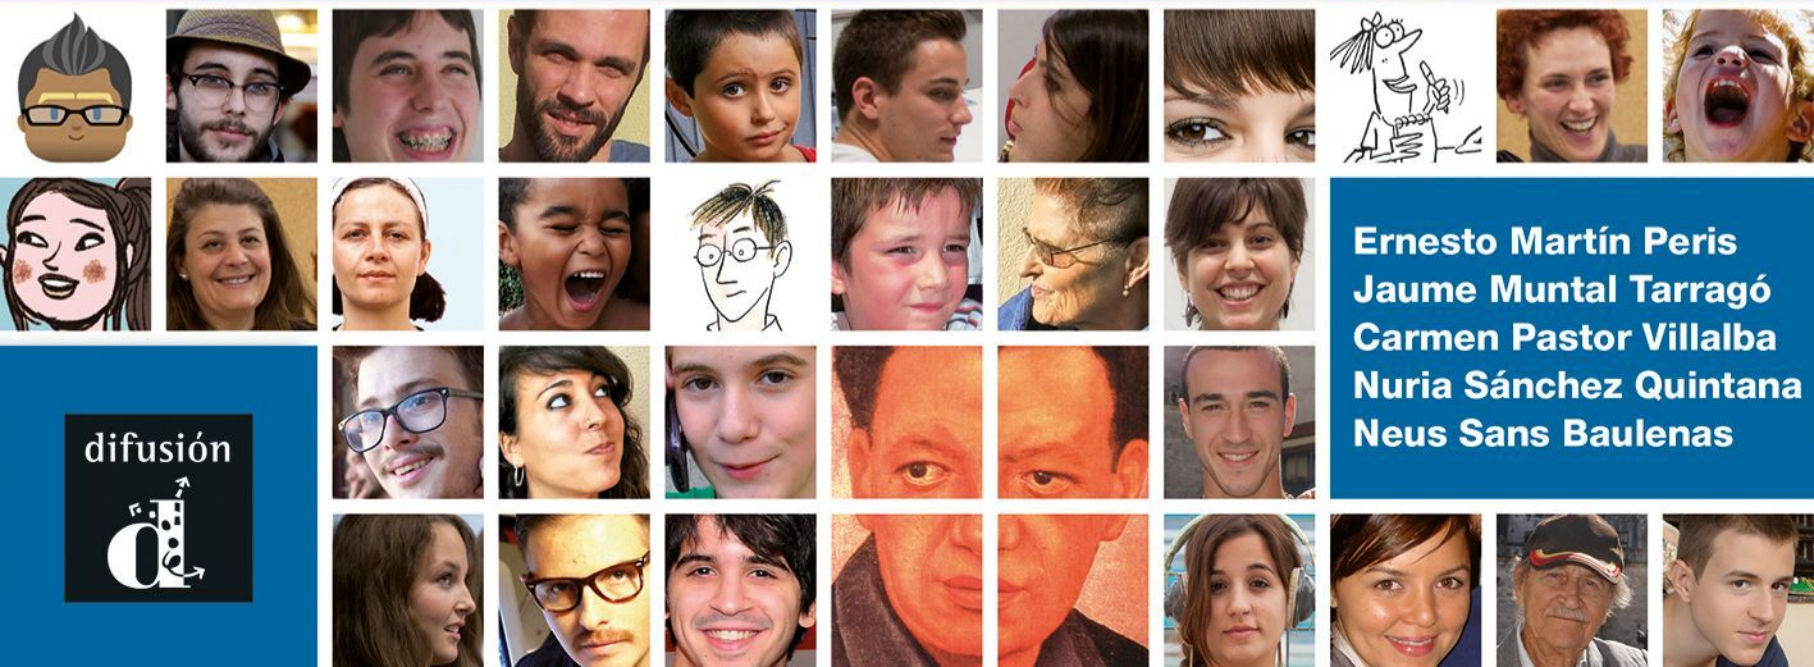 Ernesto Martín Peris
Jaume Muntal Tarragó
Carmen Pastor Villalba
Nuria Sánchez Quintana
Neus Sans Baulenas
difusión